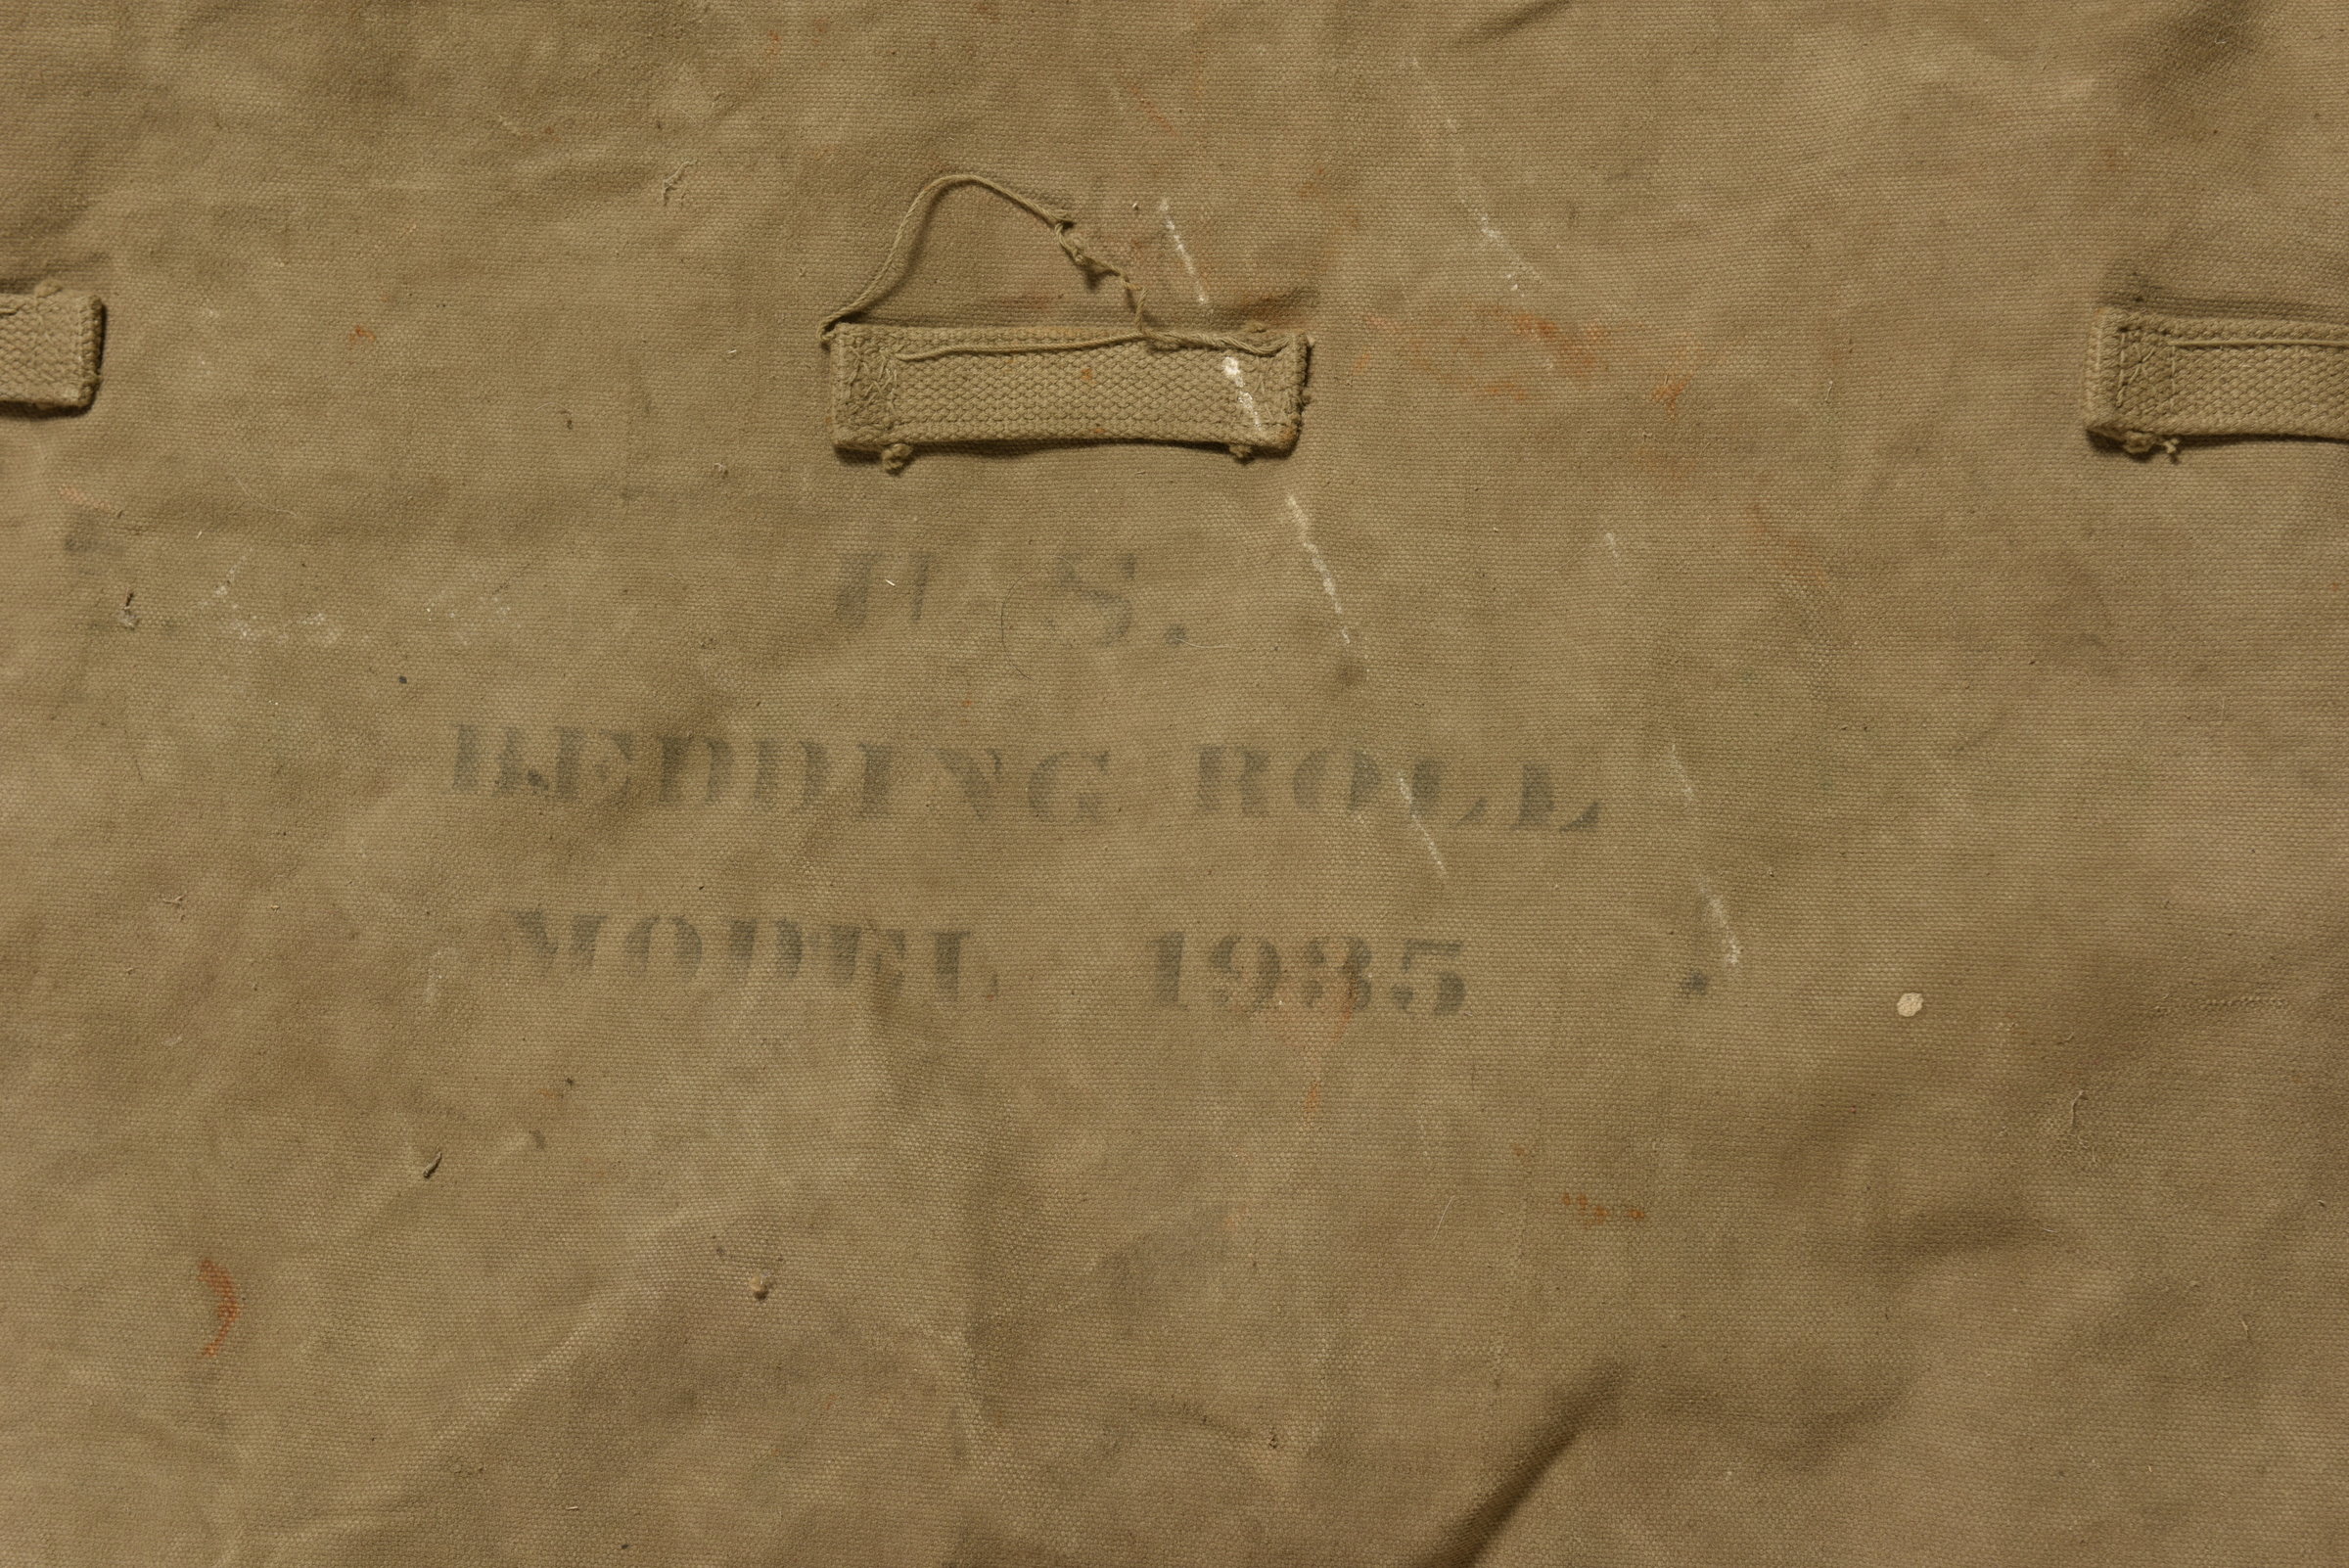 U. S.
BEDDING ROLL
MODEL 1935